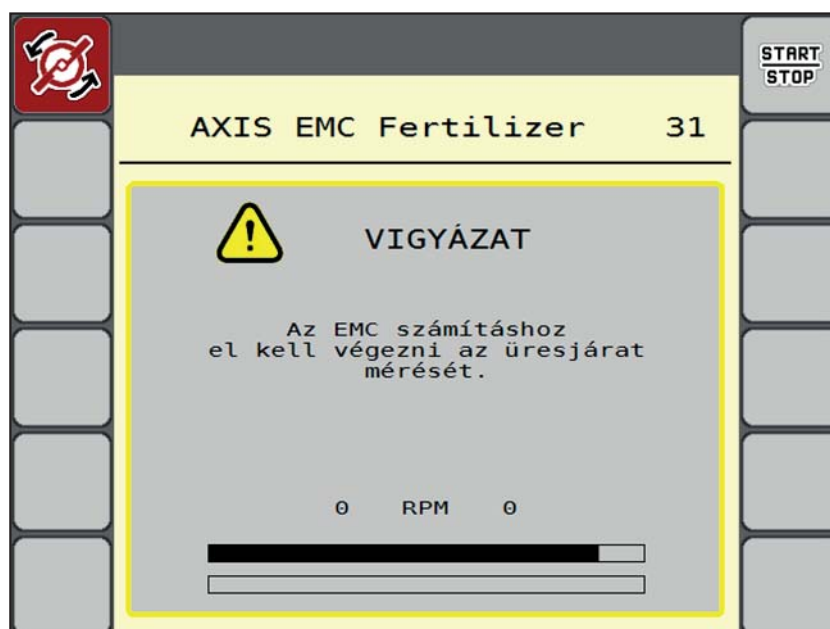 START
STOP
AXIS EMC Fertilizer 31
VIGYÁZAT
Az EMC számításhoz
el kell végezni az üresjárat
mérését.
0 RPM 0